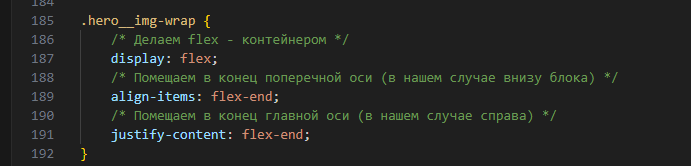 184
185 .hero__img-wrap {
186 /* Делаем flex - контейнером */
187 display: flex;
188 /* Помещаем в конец поперечной оси (в нашем случае внизу блока) */
189 align-items: flex-end;
190 /* Помещаем в конец главной оси (в нашем случае справа) */
191 justify-content: flex-end;
192 }